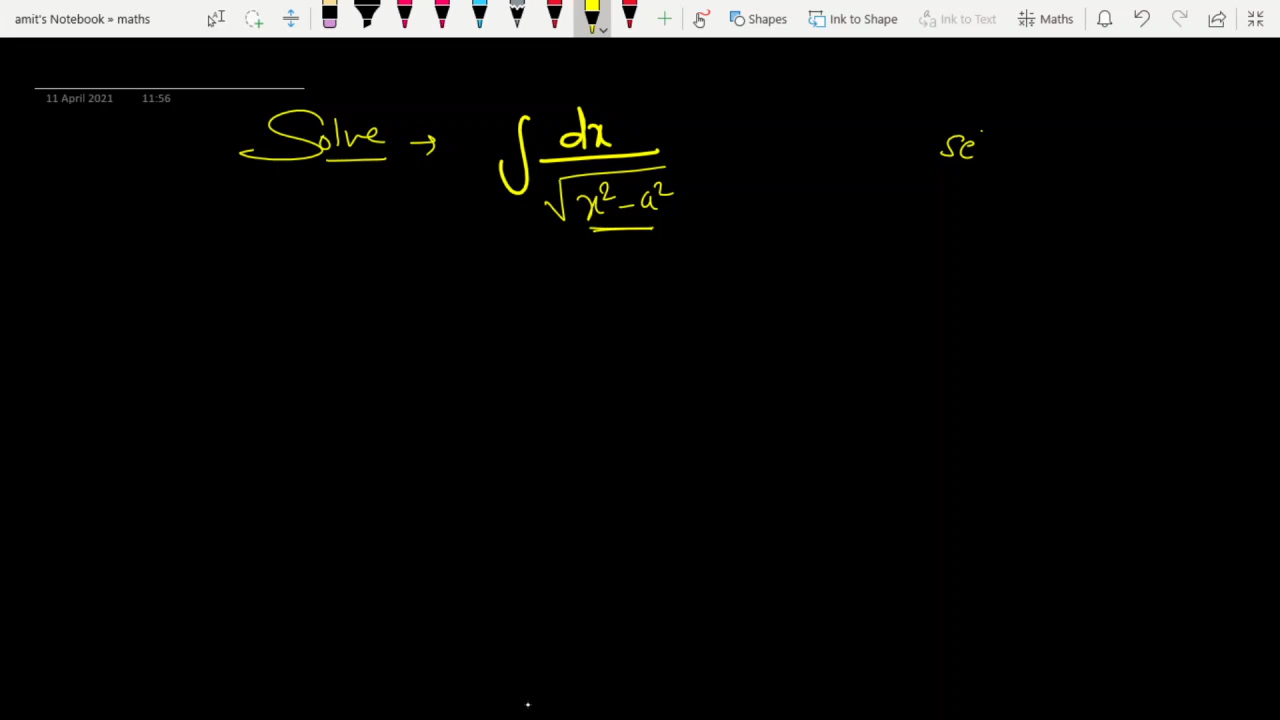 amit's Notebook » maths
Shapes
Ink to Shape
Ink to Text
Maths
11 April 2021 11:56
Solve → ∫ dx / √(x² - a²)
se